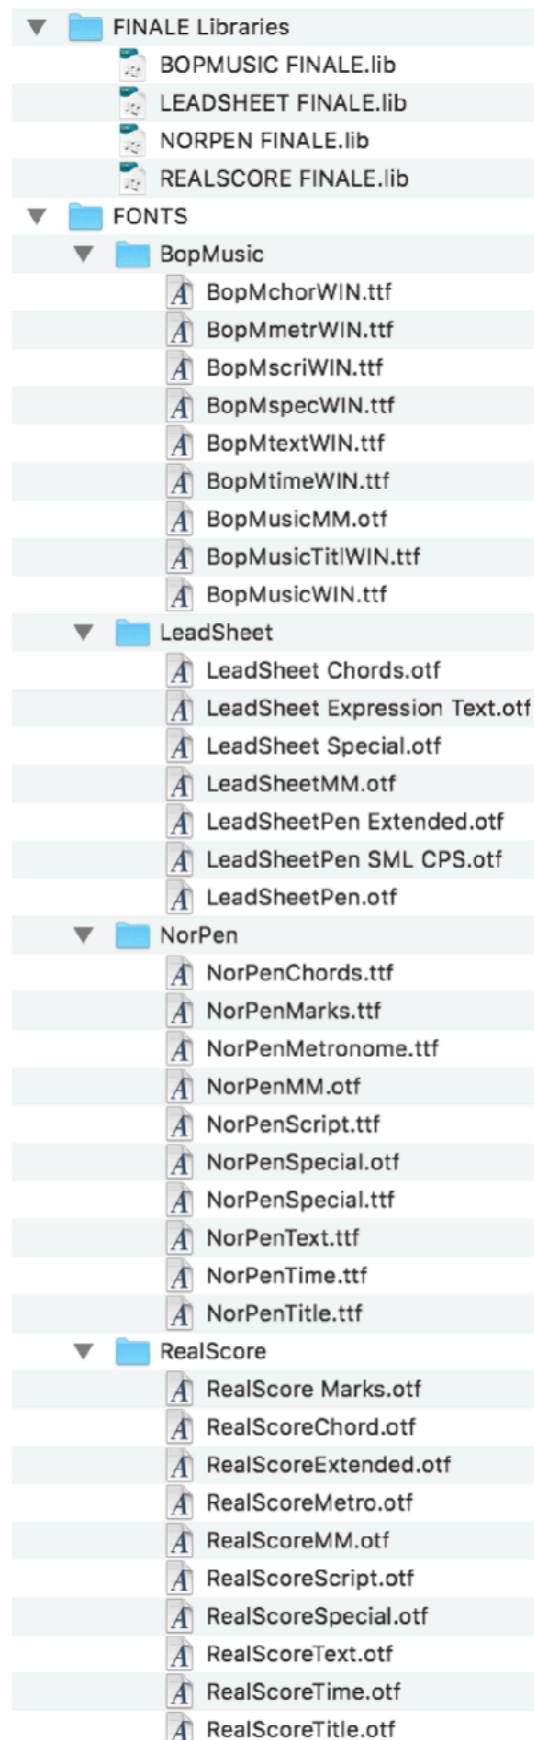 FINALE Libraries
BOPMUSIC FINALE.lib
LEADSHEET FINALE.lib
NORPEN FINALE.lib
REALSCORE FINALE.lib
FONTS
BopMusic
BopMchorWIN.ttf
BopMmetrWIN.ttf
BopMscriWIN.ttf
BopMspecWIN.ttf
BopMtextWIN.ttf
BopMtimeWIN.ttf
BopMusicMM.otf
BopMusicTitlWIN.ttf
BopMusicWIN.ttf
LeadSheet
LeadSheet Chords.otf
LeadSheet Expression Text.otf
LeadSheet Special.otf
LeadSheetMM.otf
LeadSheetPen Extended.otf
LeadSheetPen SML CPS.otf
LeadSheetPen.otf
NorPen
NorPenChords.ttf
NorPenMarks.ttf
NorPenMetronome.ttf
NorPenMM.otf
NorPenScript.ttf
NorPenSpecial.otf
NorPenSpecial.ttf
NorPenText.ttf
NorPenTime.ttf
NorPenTitle.ttf
RealScore
RealScore Marks.otf
RealScoreChord.otf
RealScoreExtended.otf
RealScoreMetro.otf
RealScoreMM.otf
RealScoreScript.otf
RealScoreSpecial.otf
RealScoreText.otf
RealScoreTime.otf
RealScoreTitle.otf